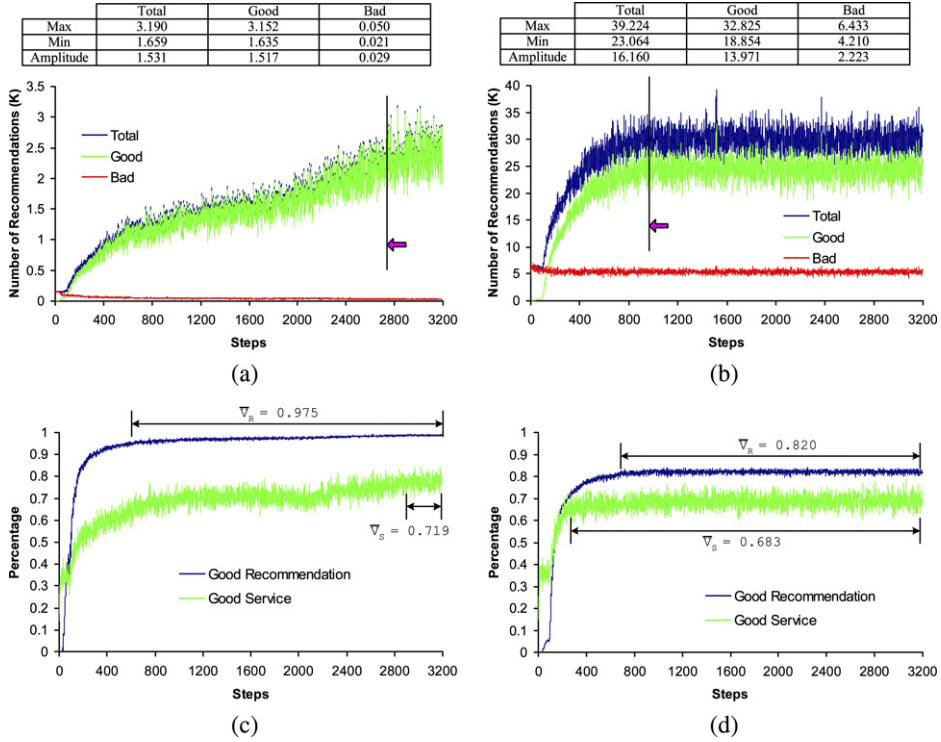 Total Good Bad
Max 3.190 3.152 0.050
Min 1.659 1.635 0.021
Amplitude 1.531 1.517 0.029
Number of Recommendations (K)
3.5
3
2.5
2
1.5
1
0.5
0
Total
Good
Bad
0 400 800 1200 1600 2000 2400 2800 3200
Steps
(a)
Total Good Bad
Max 39.224 32.825 6.433
Min 23.064 18.854 4.210
Amplitude 16.160 13.971 2.223
Number of Recommendations (K)
40
35
30
25
20
15
10
5
0
Total
Good
Bad
0 400 800 1200 1600 2000 2400 2800 3200
Steps
(b)
Percentage
1
0.9
0.8
0.7
0.6
0.5
0.4
0.3
0.2
0.1
0
V̅R = 0.975
V̅S = 0.719
Good Recommendation
Good Service
0 400 800 1200 1600 2000 2400 2800 3200
Steps
(c)
Percentage
1
0.9
0.8
0.7
0.6
0.5
0.4
0.3
0.2
0.1
0
V̅R = 0.820
V̅S = 0.683
Good Recommendation
Good Service
0 400 800 1200 1600 2000 2400 2800 3200
Steps
(d)